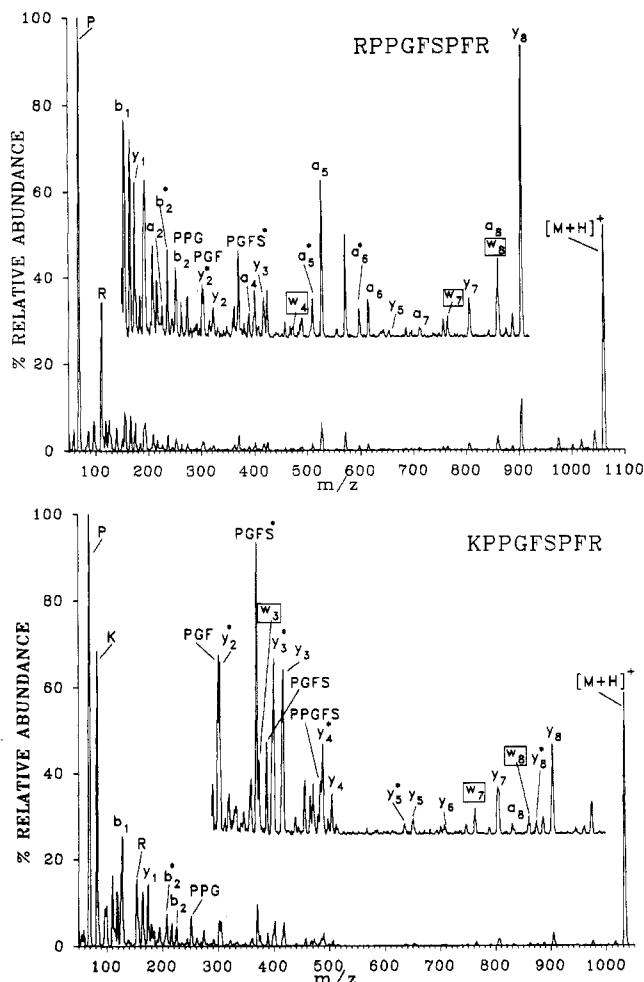 P
RPPGFSPFR
y8
100
80
60
40
20
0
% RELATIVE ABUNDANCE
b1
y1
a2
b2*
b2
PPG
PGF
y2*
y2
PGFS*
a4
y3
w4
a5*
a5
a6*
a6
y5
a7
w7
y7
a8
w8
[M+H]+
R
100 200 300 400 500 600 700 800 900 1000 1100
m/z
KPPGFSPFR
P
K
100
80
60
40
20
0
% RELATIVE ABUNDANCE
PGFS*
w3
PGF
y2*
y3*
y3
PGFS
PPGFS
y4*
y4
y5*
y5
y6
w7
y7
a8
w8
y8*
y8
[M+H]+
b1
R
y1
b2*
b2
PPG
100 200 300 400 500 600 700 800 900 1000
m/z